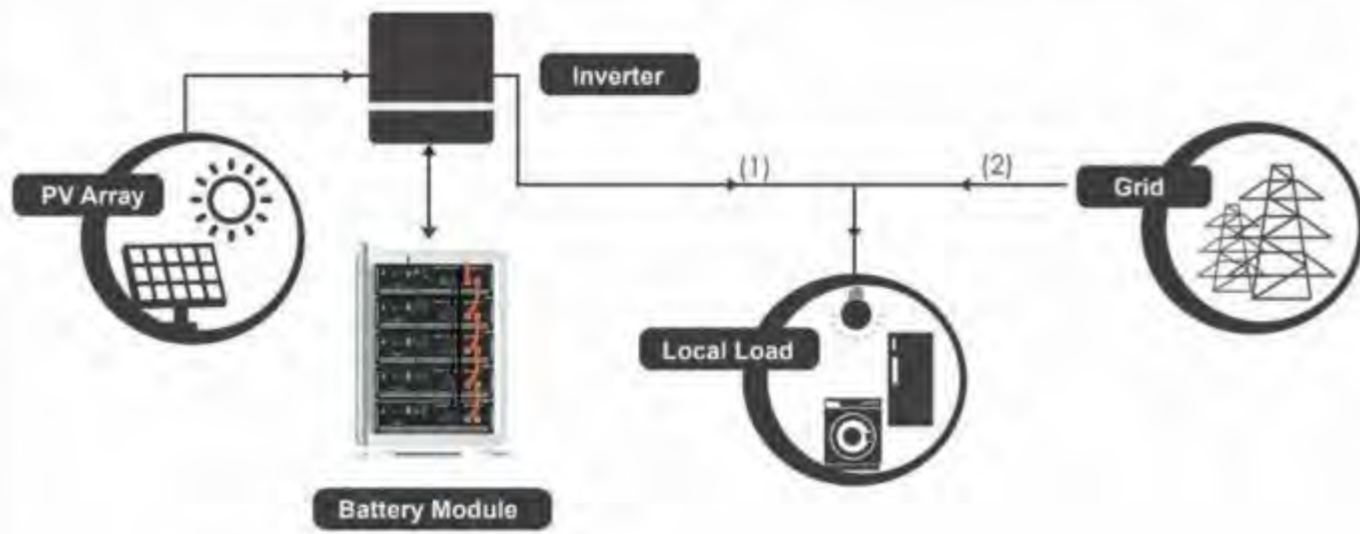 Inverter
PV Array
(1)
(2)
Grid
Local Load
Battery Module